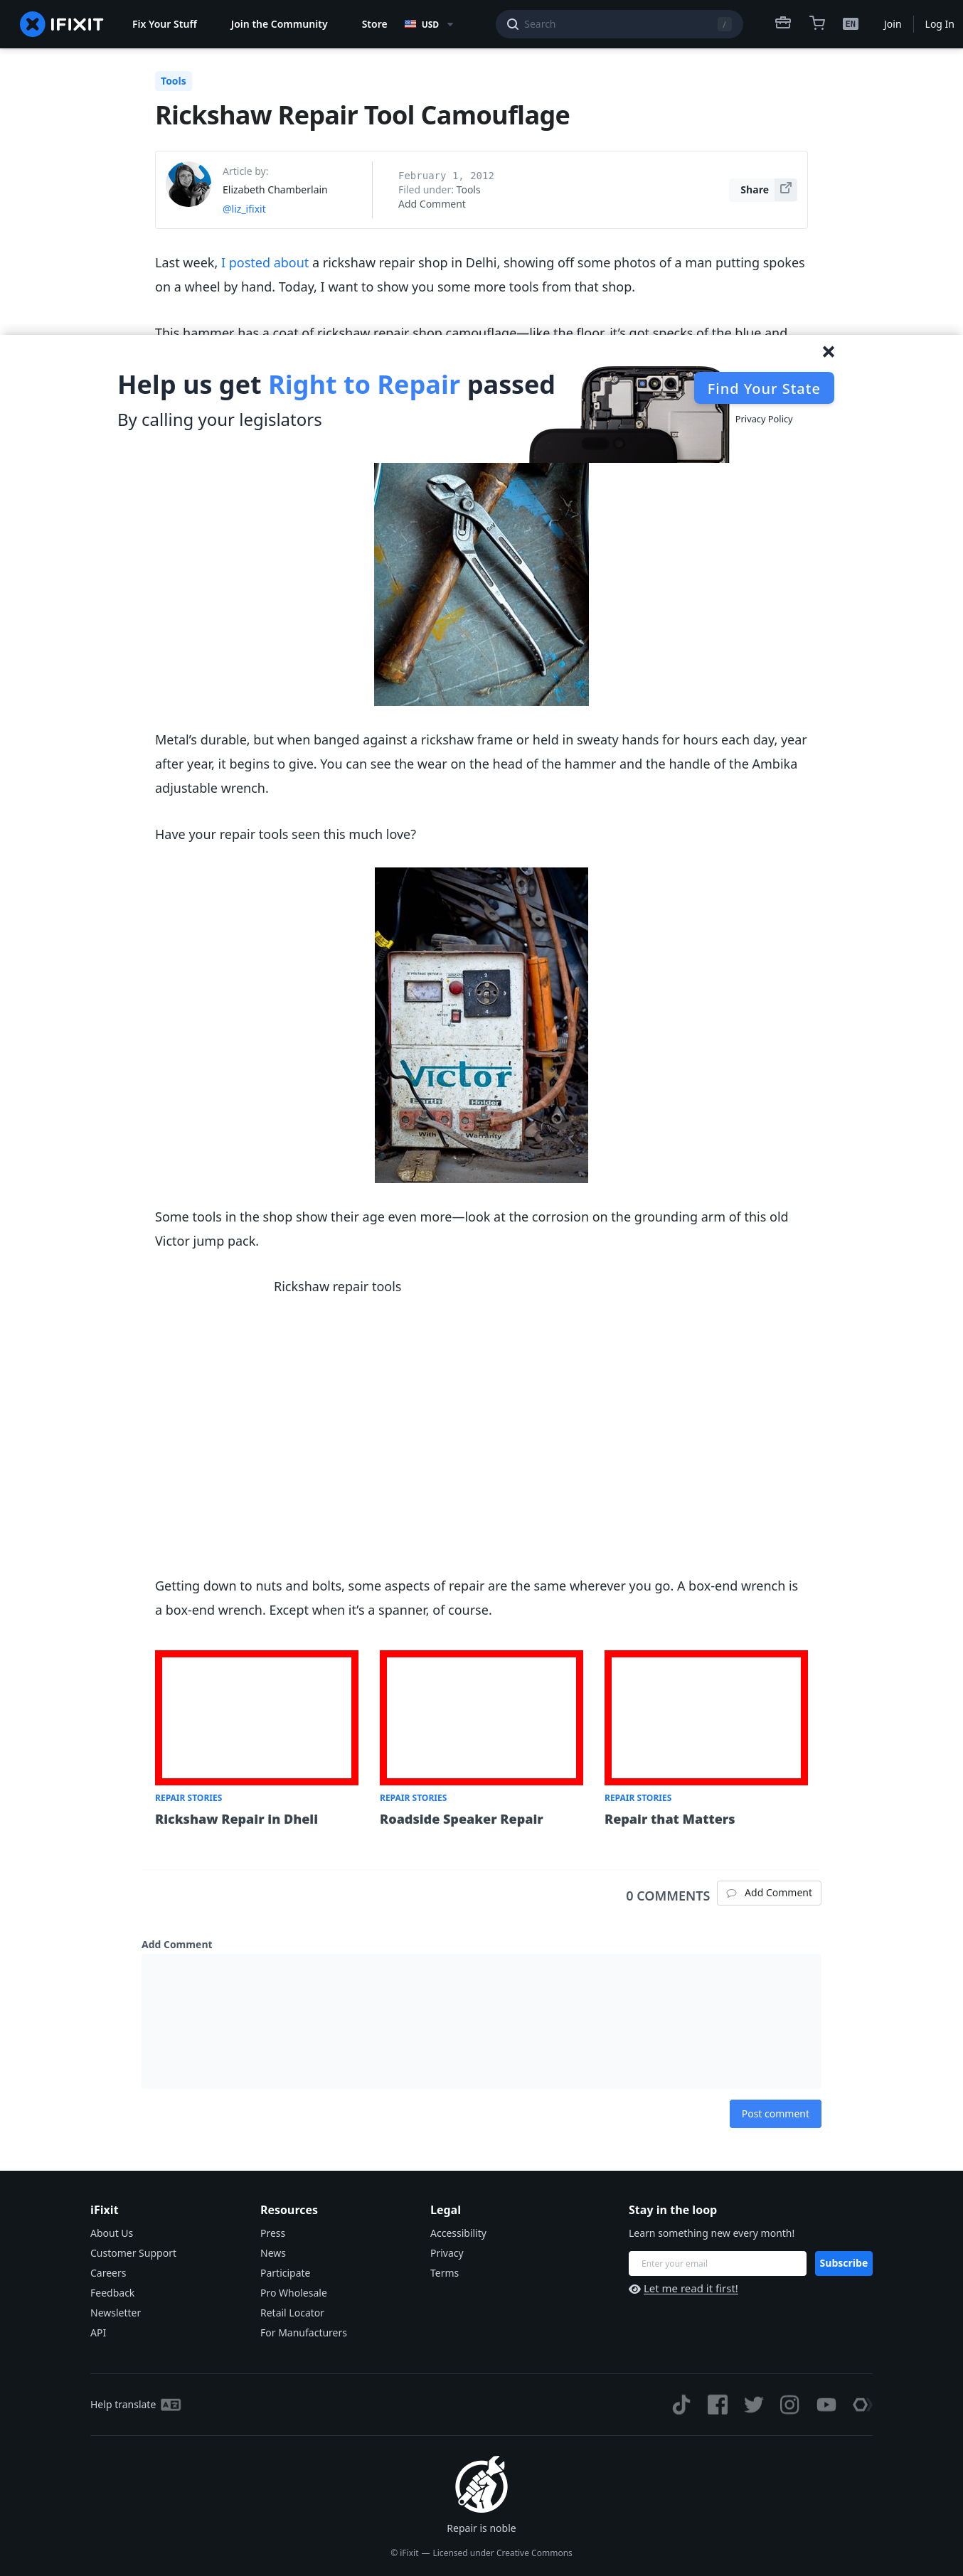 IFIXIT
Fix Your Stuff
Join the Community
Store
USD
Search
/
EN
Join
Log In
Tools
Rickshaw Repair Tool Camouflage
Article by:
Elizabeth Chamberlain
@liz_ifixit
February 1, 2012
Filed under: Tools
Add Comment
Share
Last week, I posted about a rickshaw repair shop in Delhi, showing off some photos of a man putting spokes
on a wheel by hand. Today, I want to show you some more tools from that shop.
This hammer has a coat of rickshaw repair shop camouflage—like the floor, it's got specks of the blue and
Help us get Right to Repair passed
By calling your legislators
Find Your State
Privacy Policy
Metal's durable, but when banged against a rickshaw frame or held in sweaty hands for hours each day, year
after year, it begins to give. You can see the wear on the head of the hammer and the handle of the Ambika
adjustable wrench.
Have your repair tools seen this much love?
Victor
Earth Holder
With Warranty
Some tools in the shop show their age even more—look at the corrosion on the grounding arm of this old
Victor jump pack.
Rickshaw repair tools
Getting down to nuts and bolts, some aspects of repair are the same wherever you go. A box-end wrench is
a box-end wrench. Except when it's a spanner, of course.
REPAIR STORIES
Rickshaw Repair in Dheli
REPAIR STORIES
Roadside Speaker Repair
REPAIR STORIES
Repair that Matters
0 COMMENTS
Add Comment
Add Comment
Post comment
iFixit
About Us
Customer Support
Careers
Feedback
Newsletter
API
Resources
Press
News
Participate
Pro Wholesale
Retail Locator
For Manufacturers
Legal
Accessibility
Privacy
Terms
Stay in the loop
Learn something new every month!
Enter your email
Subscribe
Let me read it first!
Help translate
Repair is noble
© iFixit — Licensed under Creative Commons